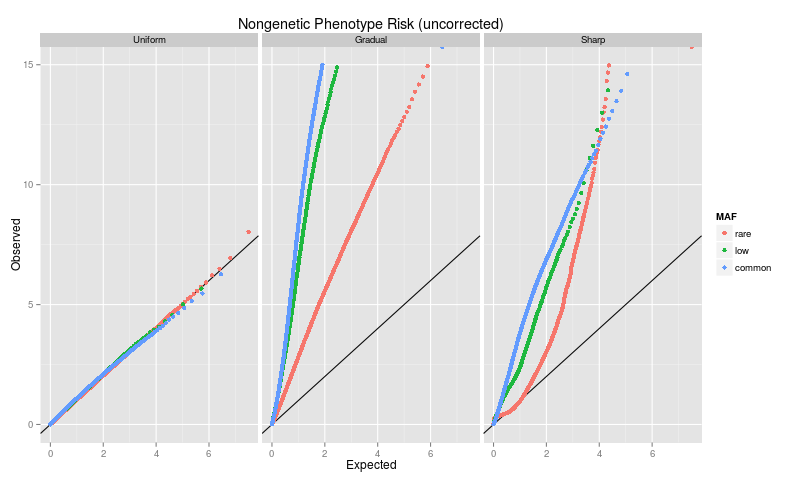 Nongenetic Phenotype Risk (uncorrected)
Uniform
Gradual
Sharp
15
10
5
0
Observed
0 2 4 6
0 2 4 6
0 2 4 6
Expected
MAF
rare
low
common